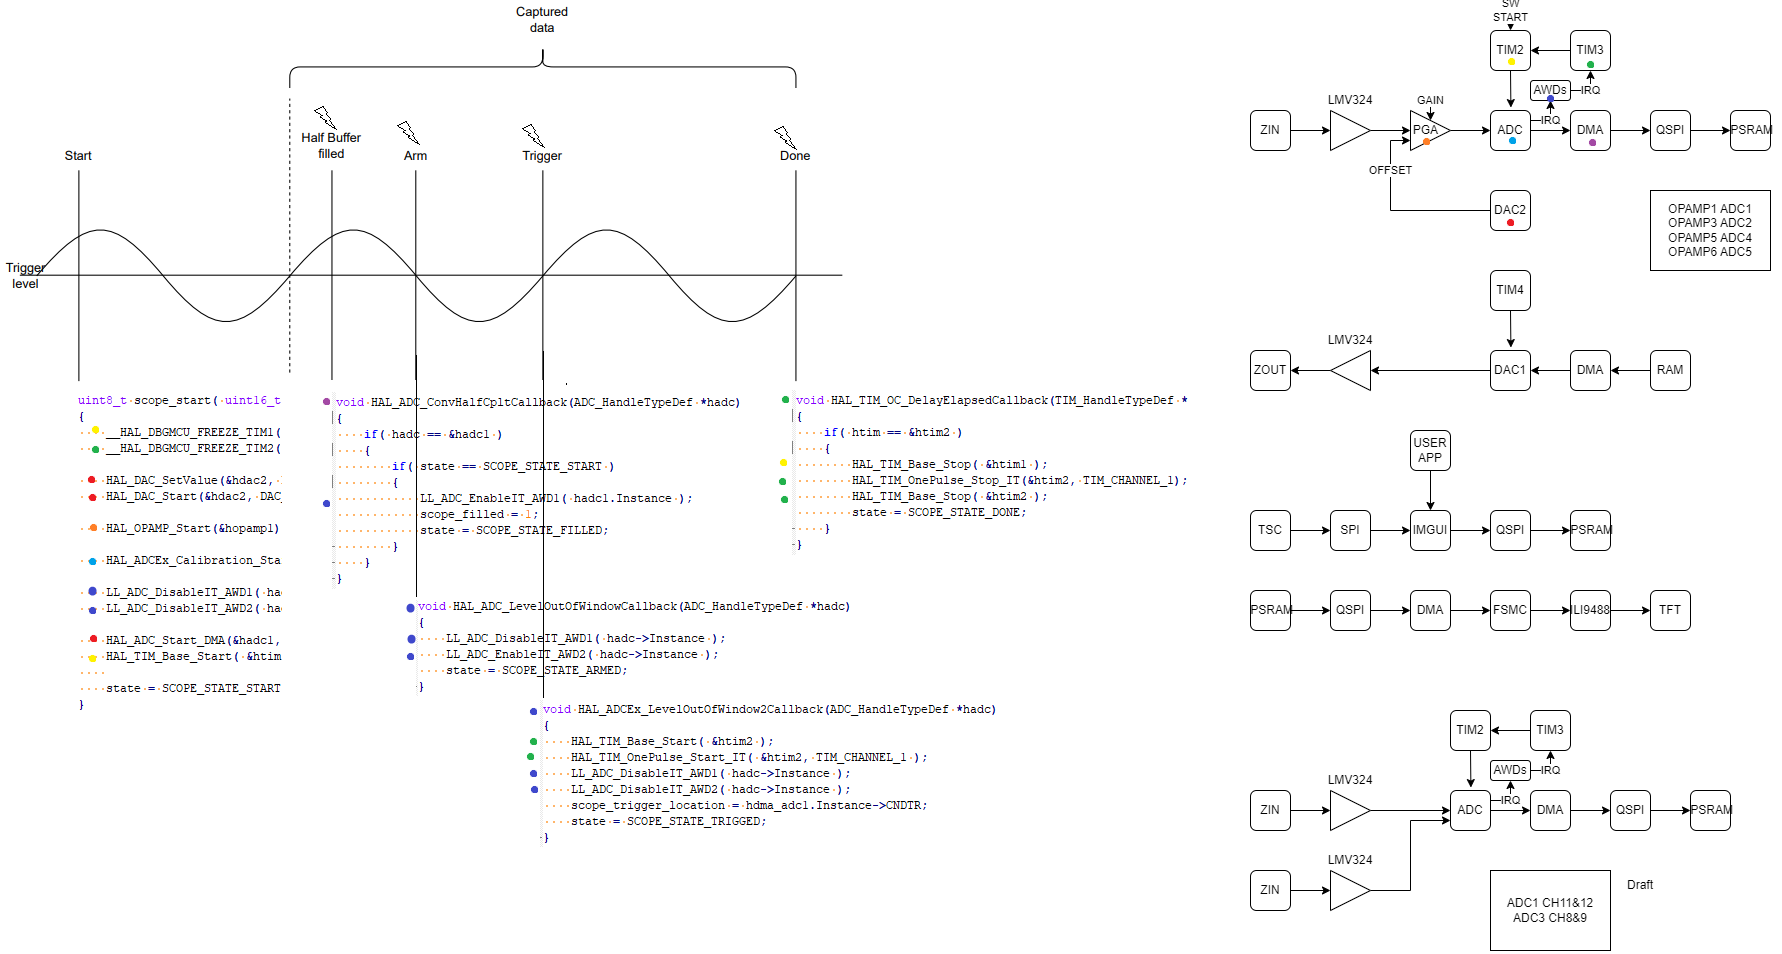 Captured
data
Half Buffer
filled
Start
Arm
Trigger
Done
Trigger
level
uint8_t scope_start( uint16_t
{
__HAL_DBGMCU_FREEZE_TIM1(
__HAL_DBGMCU_FREEZE_TIM2(
HAL_DAC_SetValue(&hdac2,
HAL_DAC_Start(&hdac2, DAC_
HAL_OPAMP_Start(&hopamp1)
HAL_ADCEx_Calibration_Sta
LL_ADC_DisableIT_AWD1( ha
LL_ADC_DisableIT_AWD2( ha
HAL_ADC_Start_DMA(&hadc1,
HAL_TIM_Base_Start( &htim
state = SCOPE_STATE_START
}
void HAL_ADC_ConvHalfCpltCallback(ADC_HandleTypeDef *hadc)
{
if( hadc == &hadc1 )
{
if( state == SCOPE_STATE_START )
{
LL_ADC_EnableIT_AWD1( hadc1.Instance );
scope_filled = 1;
state = SCOPE_STATE_FILLED;
}
}
}
void HAL_ADC_LevelOutOfWindowCallback(ADC_HandleTypeDef *hadc)
{
LL_ADC_DisableIT_AWD1( hadc->Instance );
LL_ADC_EnableIT_AWD2( hadc->Instance );
state = SCOPE_STATE_ARMED;
}
void HAL_ADCEx_LevelOutOfWindow2Callback(ADC_HandleTypeDef *hadc)
{
HAL_TIM_Base_Start( &htim2 );
HAL_TIM_OnePulse_Start_IT( &htim2, TIM_CHANNEL_1 );
LL_ADC_DisableIT_AWD1( hadc->Instance );
LL_ADC_DisableIT_AWD2( hadc->Instance );
scope_trigger_location = hdma_adc1.Instance->CNDTR;
state = SCOPE_STATE_TRIGGED;
}
void HAL_TIM_OC_DelayElapsedCallback(TIM_HandleTypeDef *
{
if( htim == &htim2 )
{
HAL_TIM_Base_Stop( &htim1 );
HAL_TIM_OnePulse_Stop_IT(&htim2, TIM_CHANNEL_1);
HAL_TIM_Base_Stop( &htim2 );
state = SCOPE_STATE_DONE;
}
}
SW
START
TIM2
TIM3
AWDs
IRQ
LMV324
GAIN
IRQ
ZIN
PGA
ADC
DMA
QSPI
PSRAM
OFFSET
DAC2
OPAMP1 ADC1
OPAMP3 ADC2
OPAMP5 ADC4
OPAMP6 ADC5
TIM4
LMV324
ZOUT
DAC1
DMA
RAM
USER
APP
TSC
SPI
IMGUI
QSPI
PSRAM
PSRAM
QSPI
DMA
FSMC
ILI9488
TFT
TIM2
TIM3
AWDs
IRQ
LMV324
IRQ
ZIN
ADC
DMA
QSPI
PSRAM
LMV324
ZIN
ADC1 CH11&12
ADC3 CH8&9
Draft